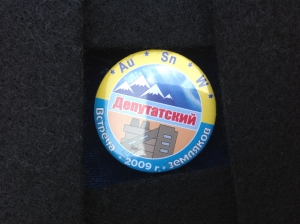 * Au * Sn * W *
Депутатский
Встреча • 2009 г. • земляков